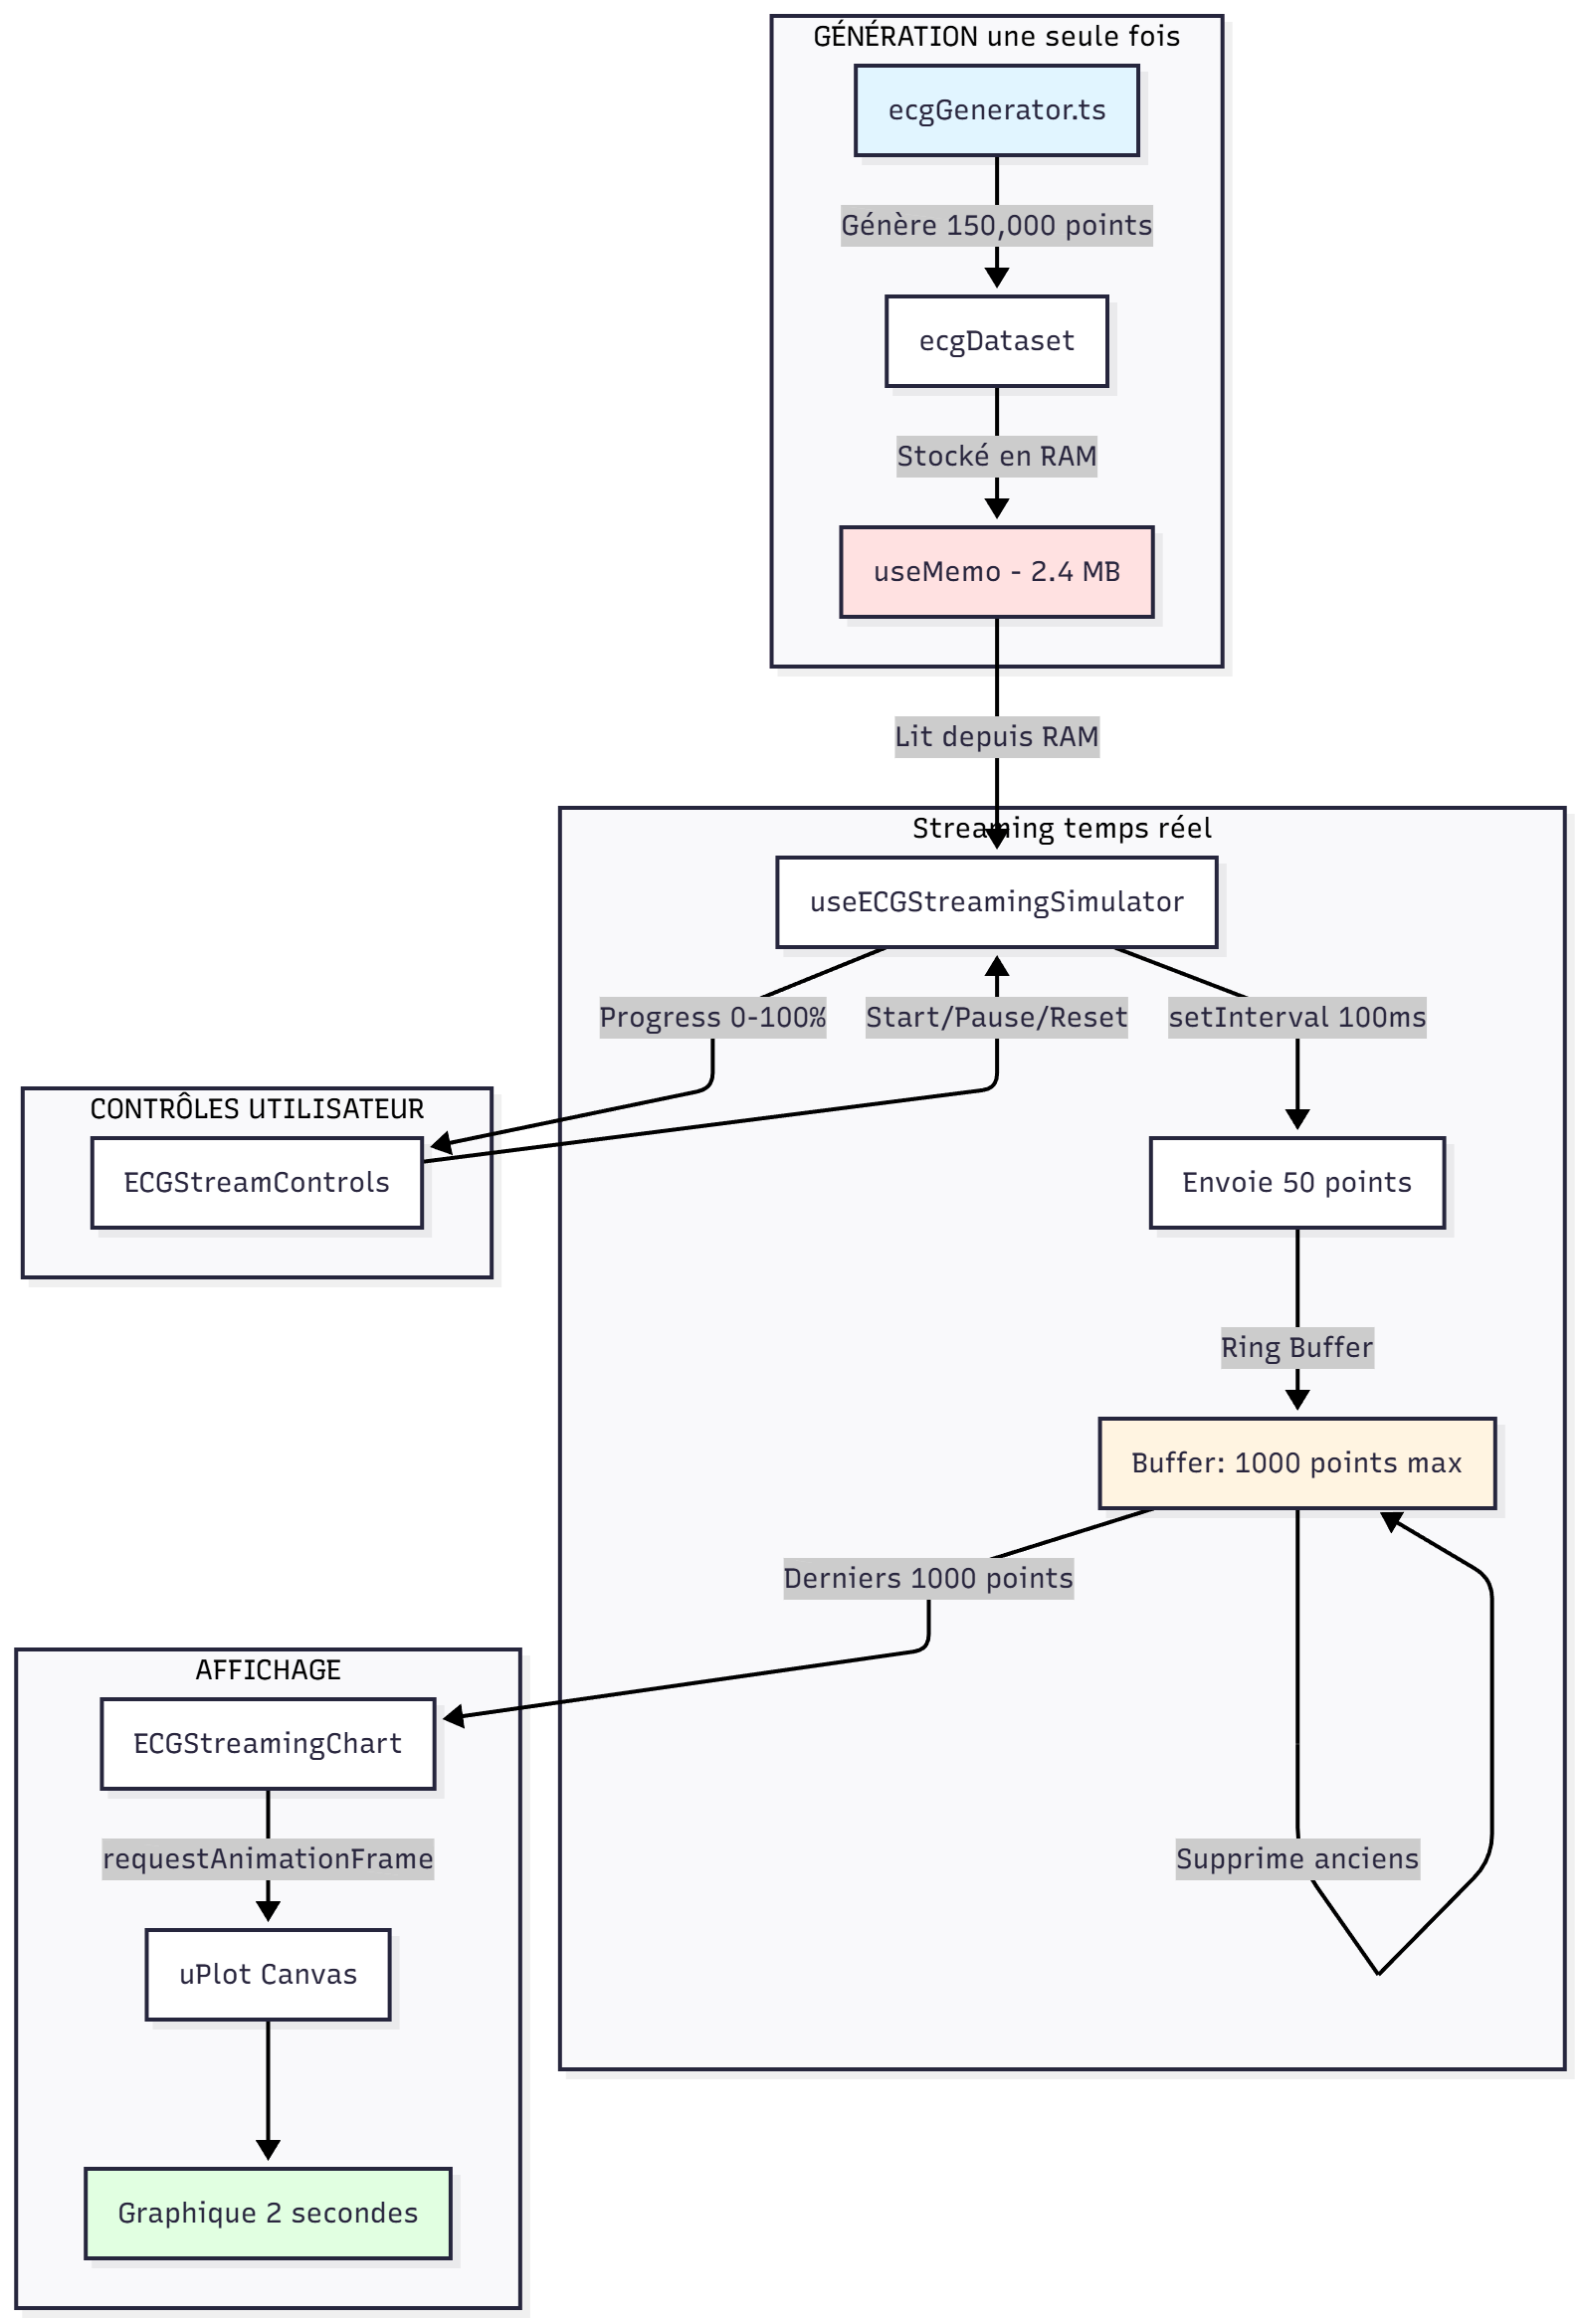 GÉNÉRATION une seule fois
ecgGenerator.ts
Génère 150,000 points
ecgDataset
Stocké en RAM
useMemo - 2.4 MB
Lit depuis RAM
Streaming temps réel
useECGStreamingSimulator
Progress 0-100%
Start/Pause/Reset
setInterval 100ms
CONTRÔLES UTILISATEUR
ECGStreamControls
Envoie 50 points
Ring Buffer
Buffer: 1000 points max
Derniers 1000 points
AFFICHAGE
ECGStreamingChart
requestAnimationFrame
Supprime anciens
uPlot Canvas
Graphique 2 secondes